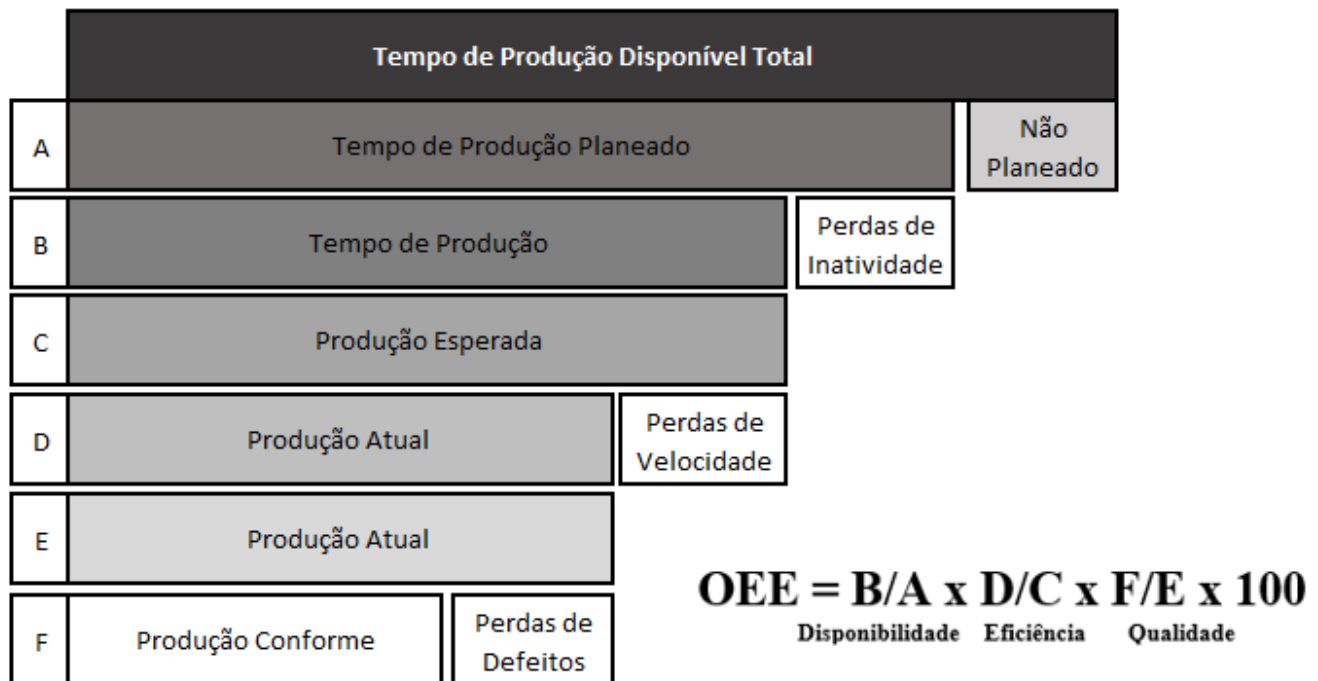 Tempo de Produção Disponível Total
A
Tempo de Produção Planeado
Não
Planeado
B
Tempo de Produção
Perdas de
Inatividade
C
Produção Esperada
D
Produção Atual
Perdas de
Velocidade
E
Produção Atual
F
Produção Conforme
Perdas de
Defeitos
OEE = B/A x D/C x F/E x 100
Disponibilidade Eficiência Qualidade